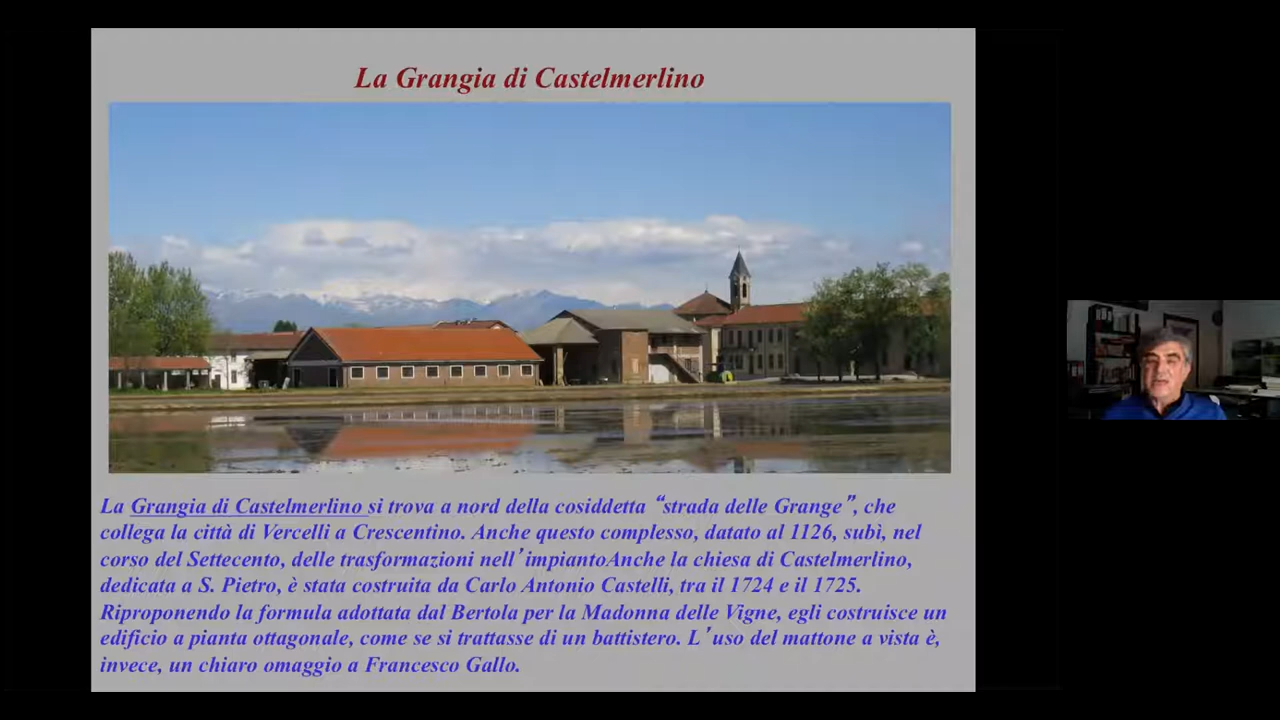 La Grangia di Castelmerlino
La Grangia di Castelmerlino si trova a nord della cosiddetta “strada delle Grange”, che
collega la città di Vercelli a Crescentino. Anche questo complesso, datato al 1126, subì, nel
corso del Settecento, delle trasformazioni nell’impiantoAnche la chiesa di Castelmerlino,
dedicata a S. Pietro, è stata costruita da Carlo Antonio Castelli, tra il 1724 e il 1725.
Riproponendo la formula adottata dal Bertola per la Madonna delle Vigne, egli costruisce un
edificio a pianta ottagonale, come se si trattasse di un battistero. L’uso del mattone a vista è,
invece, un chiaro omaggio a Francesco Gallo.